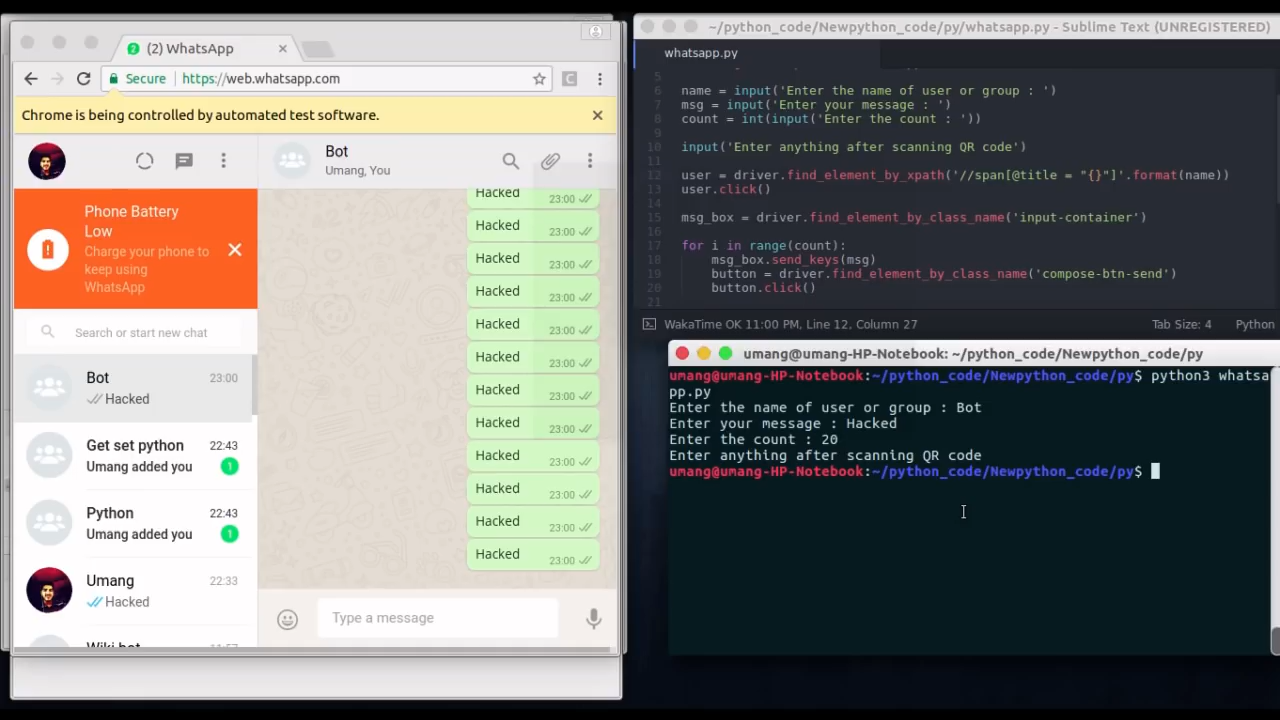 (2) WhatsApp
Secure
https://web.whatsapp.com
C
Chrome is being controlled by automated test software.
Bot
Umang, You
Phone Battery
Low
Charge your phone to
keep using
WhatsApp
Search or start new chat
Bot
23:00
Hacked
Get set python
22:43
Umang added you
1
Python
22:43
Umang added you
1
Umang
22:33
Hacked
Hacked
23:00
Hacked
23:00
Hacked
23:00
Hacked
23:00
Hacked
23:00
Hacked
23:00
Hacked
23:00
Hacked
23:00
Hacked
23:00
Hacked
23:00
Hacked
23:00
Hacked
23:00
Type a message
~/python_code/Newpython_code/py/whatsapp.py - Sublime Text (UNREGISTERED)
whatsapp.py
5
6 name = input('Enter the name of user or group : ')
7 msg = input('Enter your message : ')
8 count = int(input('Enter the count : '))
9
10 input('Enter anything after scanning QR code')
11
12 user = driver.find_element_by_xpath('//span[@title = "{}"]'.format(name))
13 user.click()
14
15 msg_box = driver.find_element_by_class_name('input-container')
16
17 for i in range(count):
18 msg_box.send_keys(msg)
19 button = driver.find_element_by_class_name('compose-btn-send')
20 button.click()
21
WakaTime OK 11:00 PM, Line 12, Column 27
Tab Size: 4
Python
umang@umang-HP-Notebook: ~/python_code/Newpython_code/py
umang@umang-HP-Notebook:~/python_code/Newpython_code/py$ python3 whatsa
pp.py
Enter the name of user or group : Bot
Enter your message : Hacked
Enter the count : 20
Enter anything after scanning QR code
umang@umang-HP-Notebook:~/python_code/Newpython_code/py$